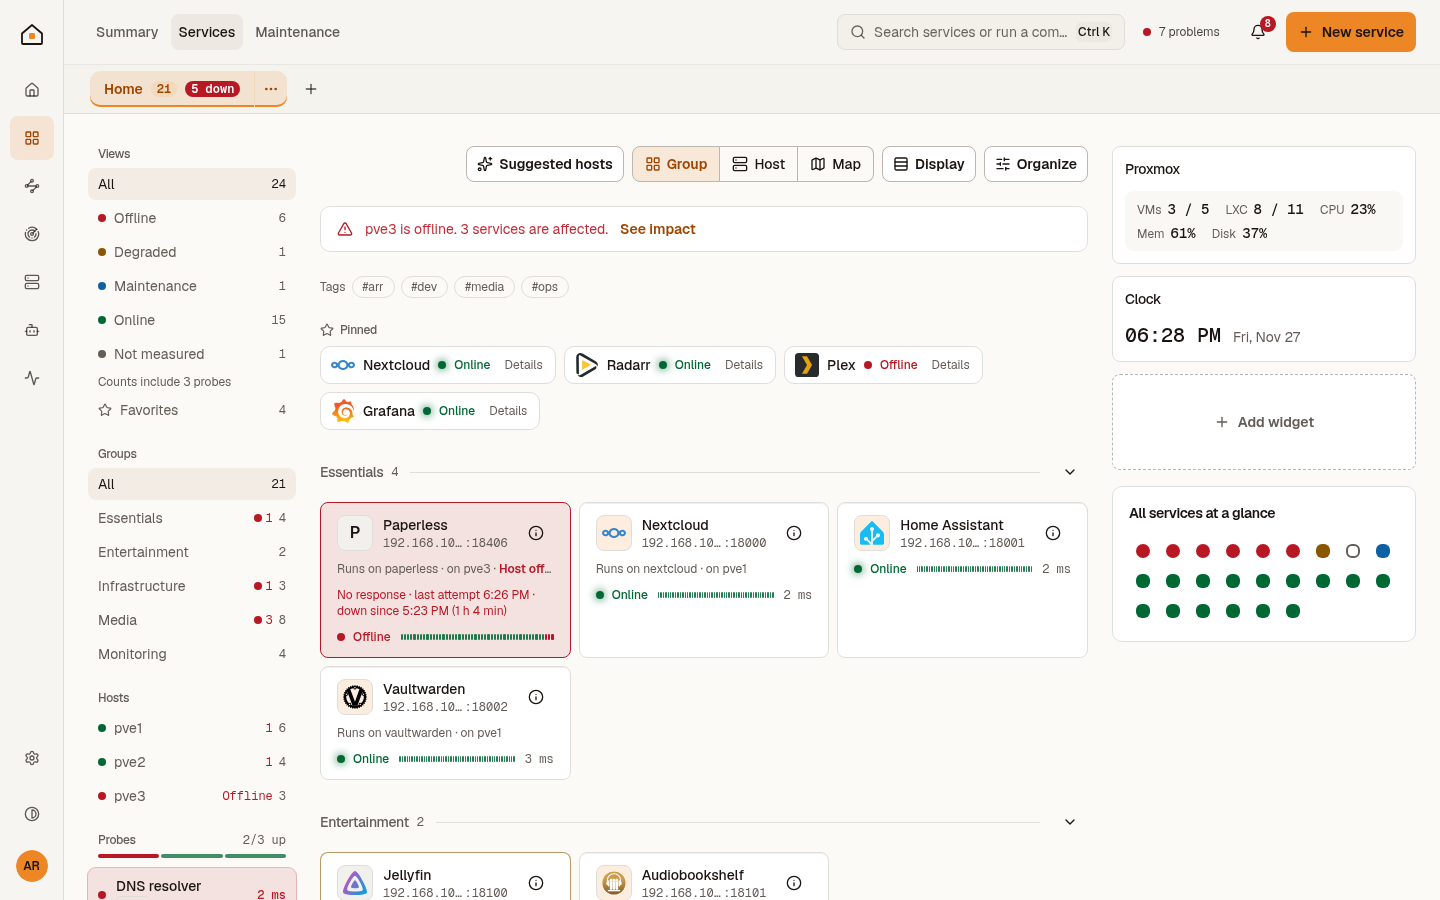 Summary
Services
Maintenance
Search services or run a com... Ctrl K
7 problems
8
New service
Home 21 5 down
Views
All 24
Offline 6
Degraded 1
Maintenance 1
Online 15
Not measured 1
Counts include 3 probes
Favorites 4
Groups
All 21
Essentials 1 4
Entertainment 2
Infrastructure 1 3
Media 3 8
Monitoring 4
Hosts
pve1 1 6
pve2 1 4
pve3 Offline 3
Probes 2/3 up
DNS resolver
2 ms
AR
Suggested hosts
Group
Host
Map
Display
Organize
pve3 is offline. 3 services are affected. See impact
Tags #arr #dev #media #ops
Pinned
Nextcloud Online Details
Radarr Online Details
Plex Offline Details
Grafana Online Details
Essentials 4
P
Paperless
192.168.10… :18406
Runs on paperless · on pve3 · Host off…
No response · last attempt 6:26 PM ·
down since 5:23 PM (1 h 4 min)
Offline
Nextcloud
192.168.10… :18000
Runs on nextcloud · on pve1
Online 2 ms
Home Assistant
192.168.10… :18001
Online 2 ms
Vaultwarden
192.168.10… :18002
Runs on vaultwarden · on pve1
Online 3 ms
Entertainment 2
Jellyfin
192.168.10… :18100
Audiobookshelf
192.168.10… :18101
Proxmox
VMs 3 / 5 LXC 8 / 11 CPU 23%
Mem 61% Disk 37%
Clock
06:28 PM Fri, Nov 27
Add widget
All services at a glance